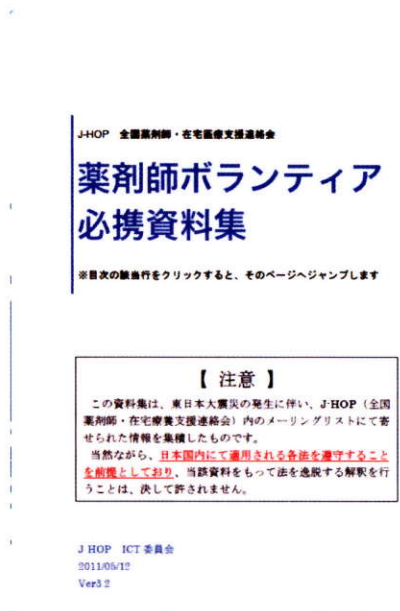 J-HOP 全国薬剤師・在宅医療支援連絡会
薬剤師ボランティア
必携資料集
※目次の該当行をクリックすると、そのページへジャンプします
【 注意 】
この資料集は、東日本大震災の発生に伴い、J-HOP（全国
薬剤師・在宅療養支援連絡会）内のメーリングリストにて寄
せられた情報を集積したものです。
当然ながら、日本国内にて適用される各法を遵守すること
を前提としており、当該資料をもって法を逸脱する解釈を行
うことは、決して許されません。
J HOP ICT 委員会
2011/05/12
Ver3 2